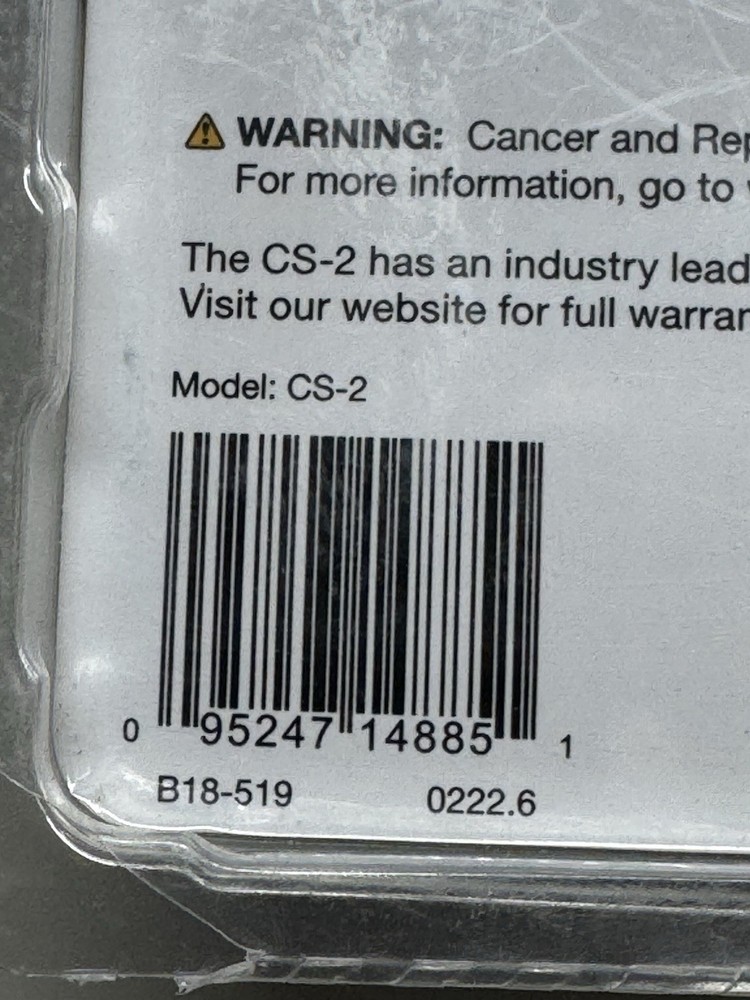 WARNING: Cancer and Rep
For more information, go to
The CS-2 has an industry lead
Visit our website for full warran
Model: CS-2
0 95247 14885 1
B18-519 0222.6